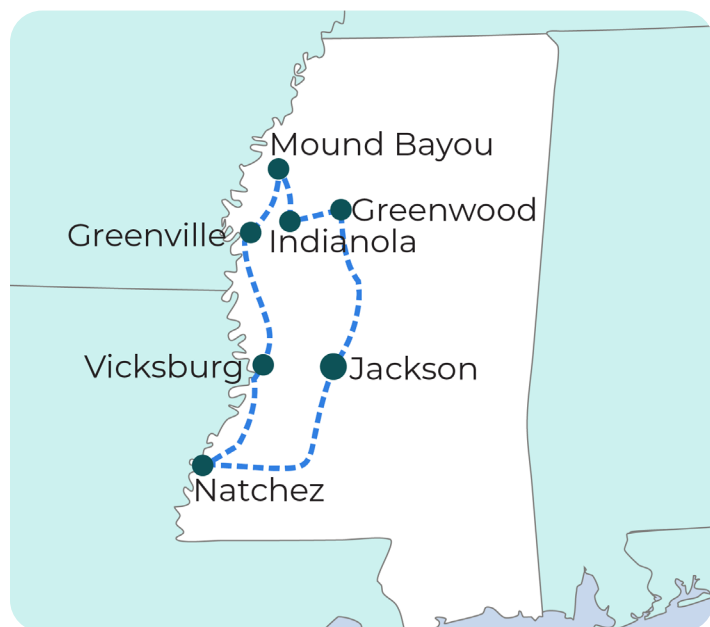 Mound Bayou
Greenwood
Greenville
Indianola
Vicksburg
Jackson
Natchez